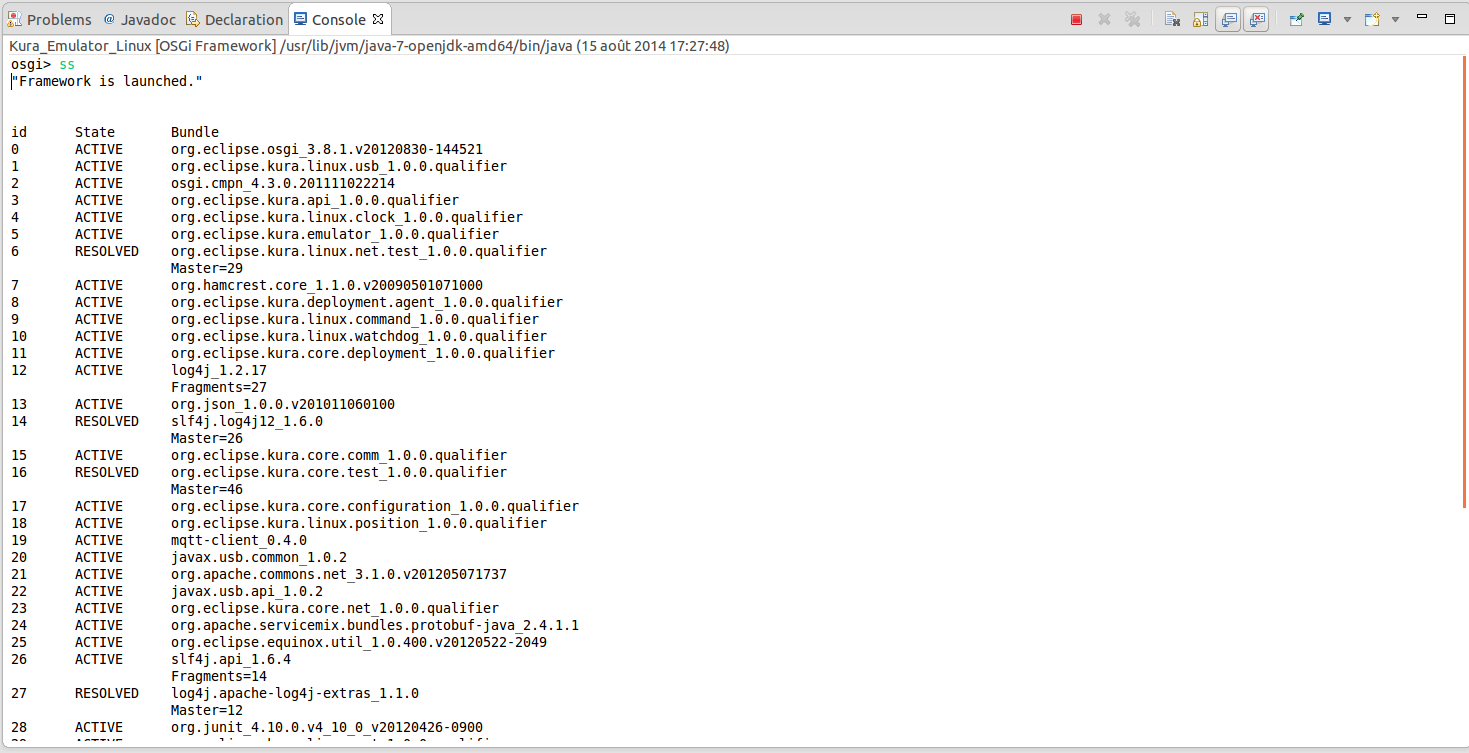 Problems @ Javadoc Declaration Console
Kura_Emulator_Linux [OSGi Framework] /usr/lib/jvm/java-7-openjdk-amd64/bin/java (15 août 2014 17:27:48)
osgi> ss
"Framework is launched."
id State Bundle
0 ACTIVE org.eclipse.osgi_3.8.1.v20120830-144521
1 ACTIVE org.eclipse.kura.linux.usb_1.0.0.qualifier
2 ACTIVE osgi.cmpn_4.3.0.201111022214
3 ACTIVE org.eclipse.kura.api_1.0.0.qualifier
4 ACTIVE org.eclipse.kura.linux.clock_1.0.0.qualifier
5 ACTIVE org.eclipse.kura.emulator_1.0.0.qualifier
6 RESOLVED org.eclipse.kura.linux.net.test_1.0.0.qualifier
Master=29
7 ACTIVE org.hamcrest.core_1.1.0.v20090501071000
8 ACTIVE org.eclipse.kura.deployment.agent_1.0.0.qualifier
9 ACTIVE org.eclipse.kura.linux.command_1.0.0.qualifier
10 ACTIVE org.eclipse.kura.linux.watchdog_1.0.0.qualifier
11 ACTIVE org.eclipse.kura.core.deployment_1.0.0.qualifier
12 ACTIVE log4j_1.2.17
Fragments=27
13 ACTIVE org.json_1.0.0.v201011060100
14 RESOLVED slf4j.log4j12_1.6.0
Master=26
15 ACTIVE org.eclipse.kura.core.comm_1.0.0.qualifier
16 RESOLVED org.eclipse.kura.core.test_1.0.0.qualifier
Master=46
17 ACTIVE org.eclipse.kura.core.configuration_1.0.0.qualifier
18 ACTIVE org.eclipse.kura.linux.position_1.0.0.qualifier
19 ACTIVE mqtt-client_0.4.0
20 ACTIVE javax.usb.common_1.0.2
21 ACTIVE org.apache.commons.net_3.1.0.v201205071737
22 ACTIVE javax.usb.api_1.0.2
23 ACTIVE org.eclipse.kura.core.net_1.0.0.qualifier
24 ACTIVE org.apache.servicemix.bundles.protobuf-java_2.4.1.1
25 ACTIVE org.eclipse.equinox.util_1.0.400.v20120522-2049
26 ACTIVE slf4j.api_1.6.4
Fragments=14
27 RESOLVED log4j.apache-log4j-extras_1.1.0
Master=12
28 ACTIVE org.junit_4.10.0.v4_10_0_v20120426-0900